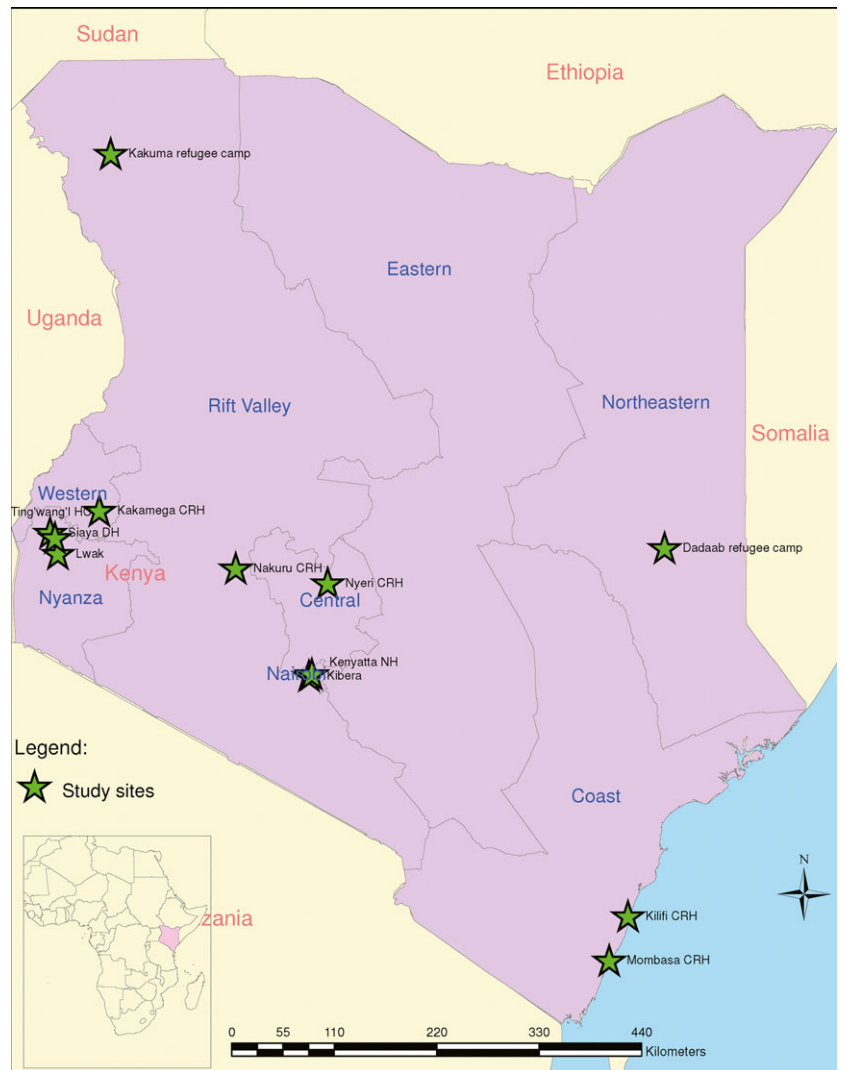 Sudan
Ethiopia
Kakuma refugee camp
Eastern
Uganda
Rift Valley
Northeastern
Somalia
Western
Ting'wang'l HC
Kakamega CRH
Siaya DH
Lwak
Kenya
Nyanza
Nakuru CRH
Nyeri CRH
Central
Dadaab refugee camp
Kenyatta NH
Nairobi
Kibera
Legend:
Study sites
Coast
N
zania
Kilifi CRH
Mombasa CRH
0 55 110 220 330 440
Kilometers